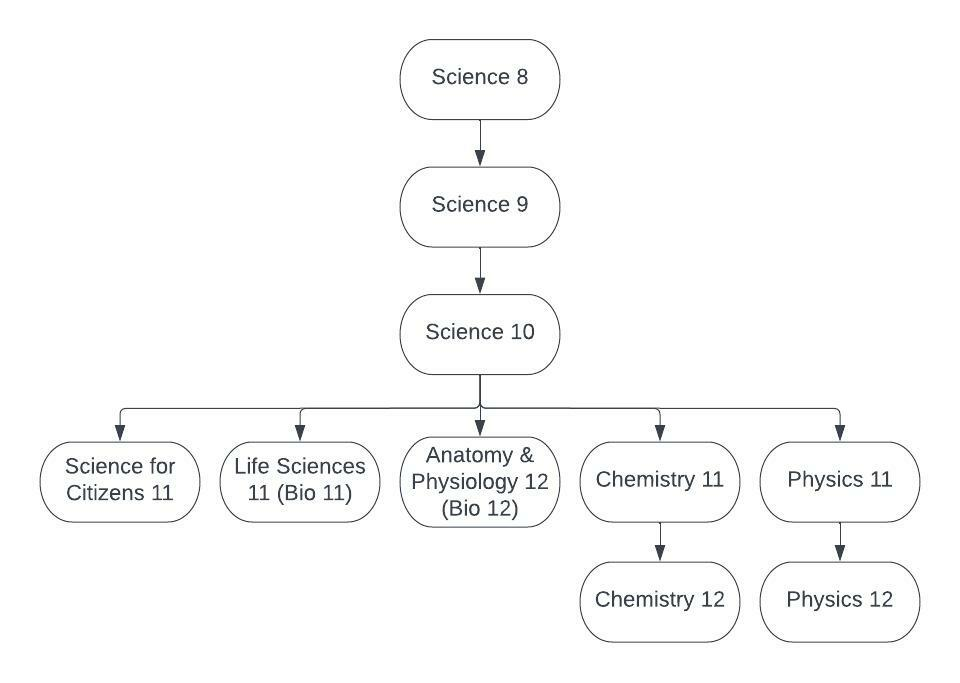 Science 8
Science 9
Science 10
Science for
Citizens 11
Life Sciences
11 (Bio 11)
Anatomy &
Physiology 12
(Bio 12)
Chemistry 11
Physics 11
Chemistry 12
Physics 12